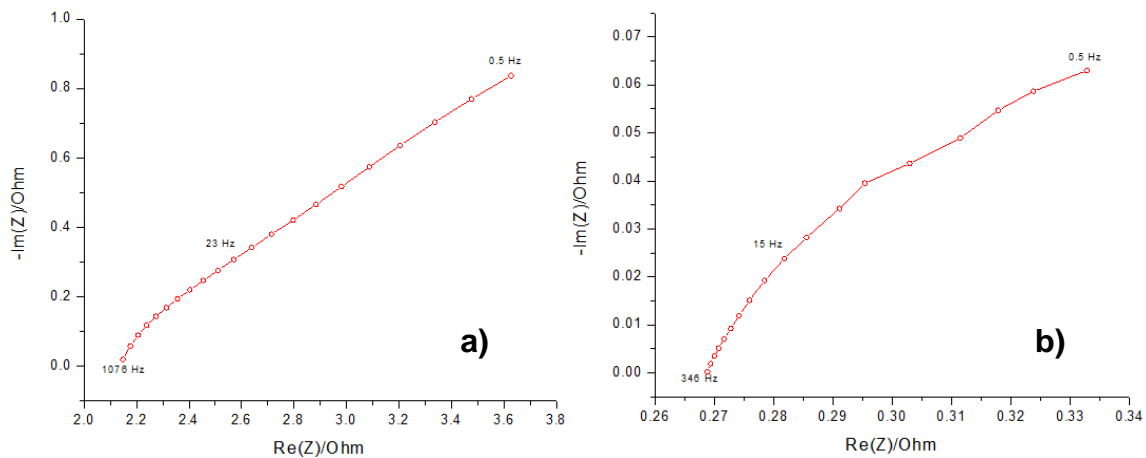 1.0
0.8
0.6
0.4
0.2
0.0
-Im(Z)/Ohm
0.5 Hz
23 Hz
1076 Hz
a)
2.0 2.2 2.4 2.6 2.8 3.0 3.2 3.4 3.6 3.8
Re(Z)/Ohm
0.07
0.06
0.05
0.04
0.03
0.02
0.01
0.00
-Im(Z)/Ohm
0.5 Hz
15 Hz
346 Hz
b)
0.26 0.27 0.28 0.29 0.30 0.31 0.32 0.33 0.34
Re(Z)/Ohm